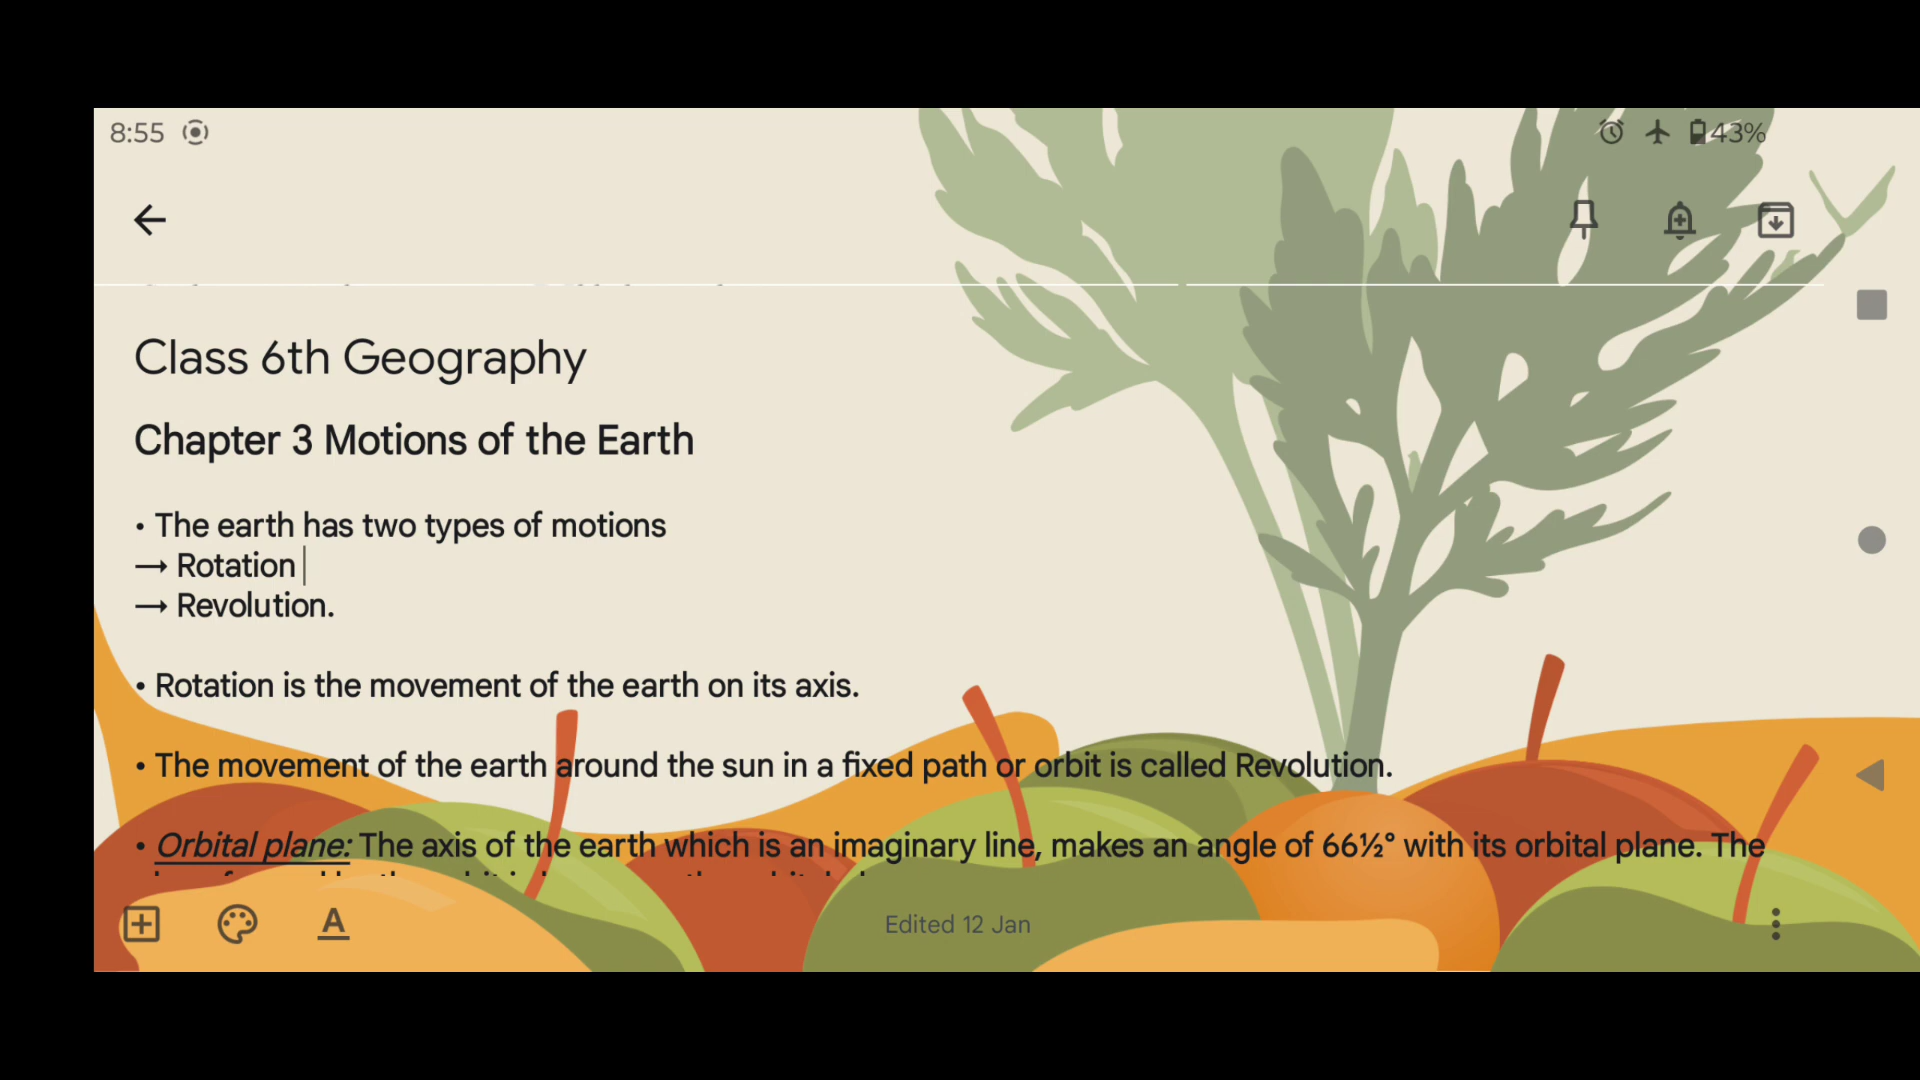 8:55
43%
Class 6th Geography
Chapter 3 Motions of the Earth
• The earth has two types of motions
→ Rotation
→ Revolution.
• Rotation is the movement of the earth on its axis.
• The movement of the earth around the sun in a fixed path or orbit is called Revolution.
• Orbital plane: The axis of the earth which is an imaginary line, makes an angle of 66½° with its orbital plane. The
A
Edited 12 Jan